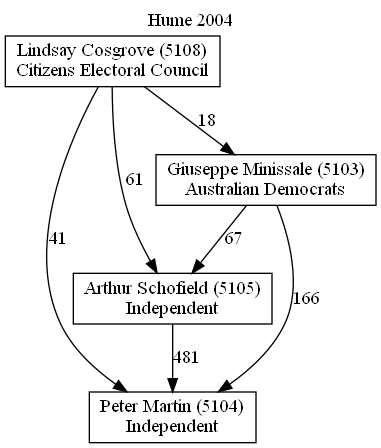 Hume 2004
Lindsay Cosgrove (5108)
Citizens Electoral Council
18
Giuseppe Minissale (5103)
Australian Democrats
61
41
67
166
Arthur Schofield (5105)
Independent
481
Peter Martin (5104)
Independent